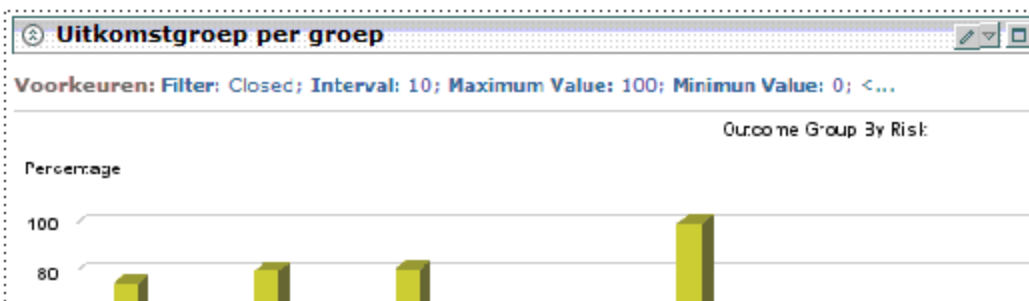 Uitkomstgroep per groep
Voorkeuren: Filter: Closed; Interval: 10; Maximum Value: 100; Minimun Value: 0; <...
Outcome Group By Risk
Percentage
100
80